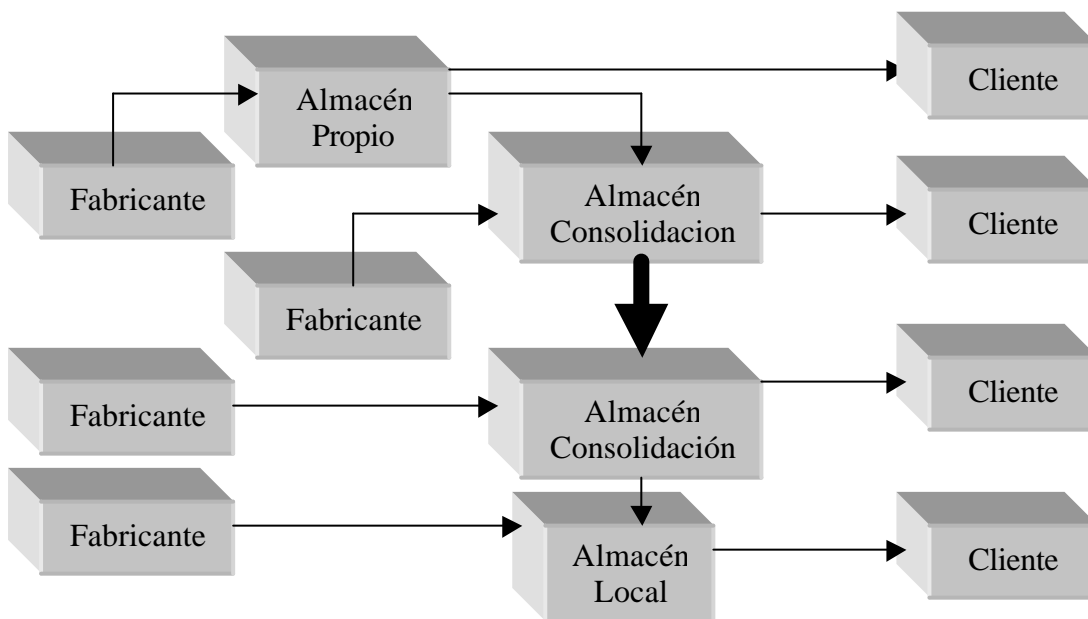 Cliente
Almacén
Propio
Fabricante
Almacén
Consolidacion
Cliente
Fabricante
Cliente
Fabricante
Almacén
Consolidación
Fabricante
Almacén
Local
Cliente